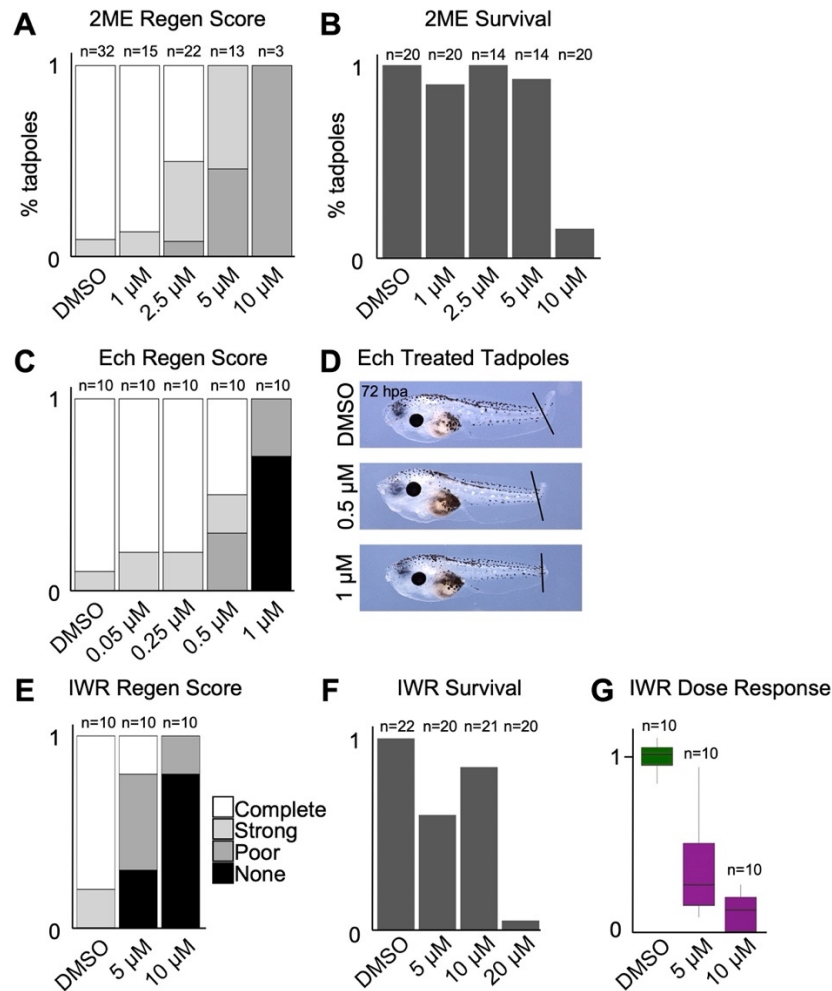 A 2ME Regen Score
n=32 n=15 n=22 n=13 n=3
1
% tadpoles
0
DMSO 1 µM 2.5 µM 5 µM 10 µM
B 2ME Survival
n=20 n=20 n=14 n=14 n=20
1
% tadpoles
0
DMSO 1 µM 2.5 µM 5 µM 10 µM
C Ech Regen Score
n=10 n=10 n=10 n=10 n=10
1
0
DMSO 0.05 µM 0.25 µM 0.5 µM 1 µM
D Ech Treated Tadpoles
72 hpa
DMSO
0.5 µM
1 µM
E IWR Regen Score
n=10 n=10 n=10
1
0
DMSO 5 µM 10 µM
Complete
Strong
Poor
None
F IWR Survival
n=22 n=20 n=21 n=20
1
0
DMSO 5 µM 10 µM 20 µM
G IWR Dose Response
n=10
n=10
n=10
1
0
DMSO 5 µM 10 µM